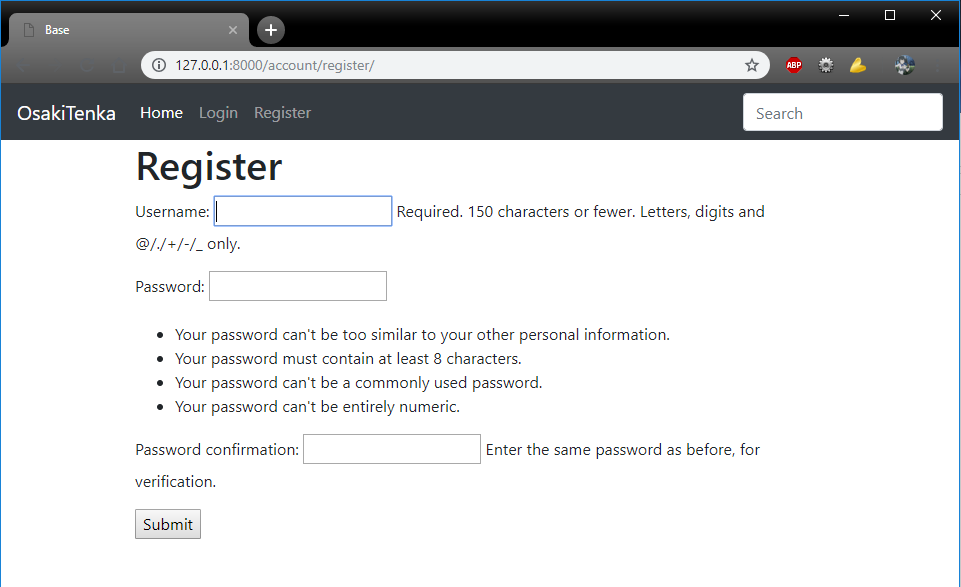 Base
127.0.0.1:8000/account/register/
ABP
OsakiTenka Home Login Register Search
Register
Username: Required. 150 characters or fewer. Letters, digits and
@/./+/-/_ only.
Password:
Your password can't be too similar to your other personal information.
Your password must contain at least 8 characters.
Your password can't be a commonly used password.
Your password can't be entirely numeric.
Password confirmation: Enter the same password as before, for
verification.
Submit